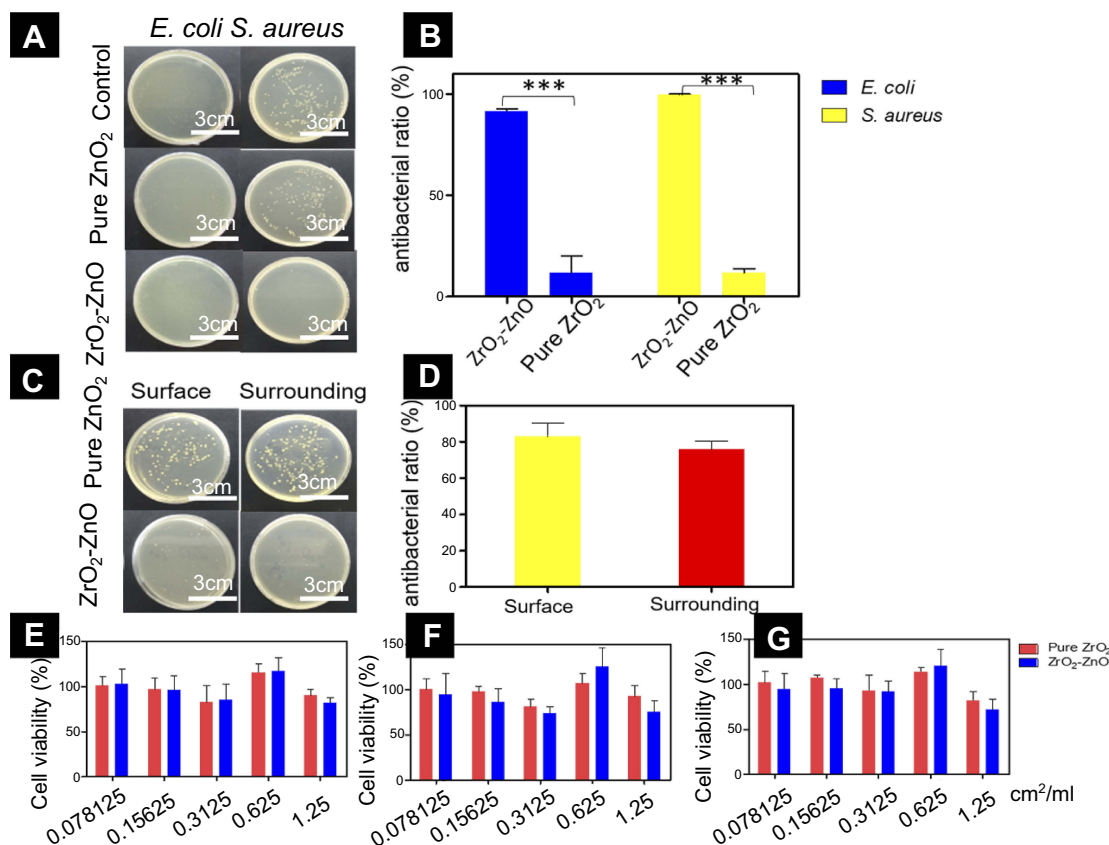 A
E. coli S. aureus
Control
Pure ZnO₂
ZrO₂-ZnO
3cm
3cm
3cm
3cm
3cm
3cm
B
antibacterial ratio (%)
100
50
0
***
***
ZrO₂-ZnO
Pure ZrO₂
ZrO₂-ZnO
Pure ZrO₂
E. coli
S. aureus
C
Surface
Surrounding
Pure ZnO₂
ZrO₂-ZnO
3cm
3cm
3cm
3cm
D
antibacterial ratio (%)
100
80
60
40
20
0
Surface
Surrounding
E
Cell viability (%)
150
100
50
0
0.078125
0.15625
0.3125
0.625
1.25
F
Cell viability (%)
150
100
50
0
0.078125
0.15625
0.3125
0.625
1.25
G
Cell viability (%)
150
100
50
0
0.078125
0.15625
0.3125
0.625
1.25
cm²/ml
Pure ZrO₂
ZrO₂-ZnO